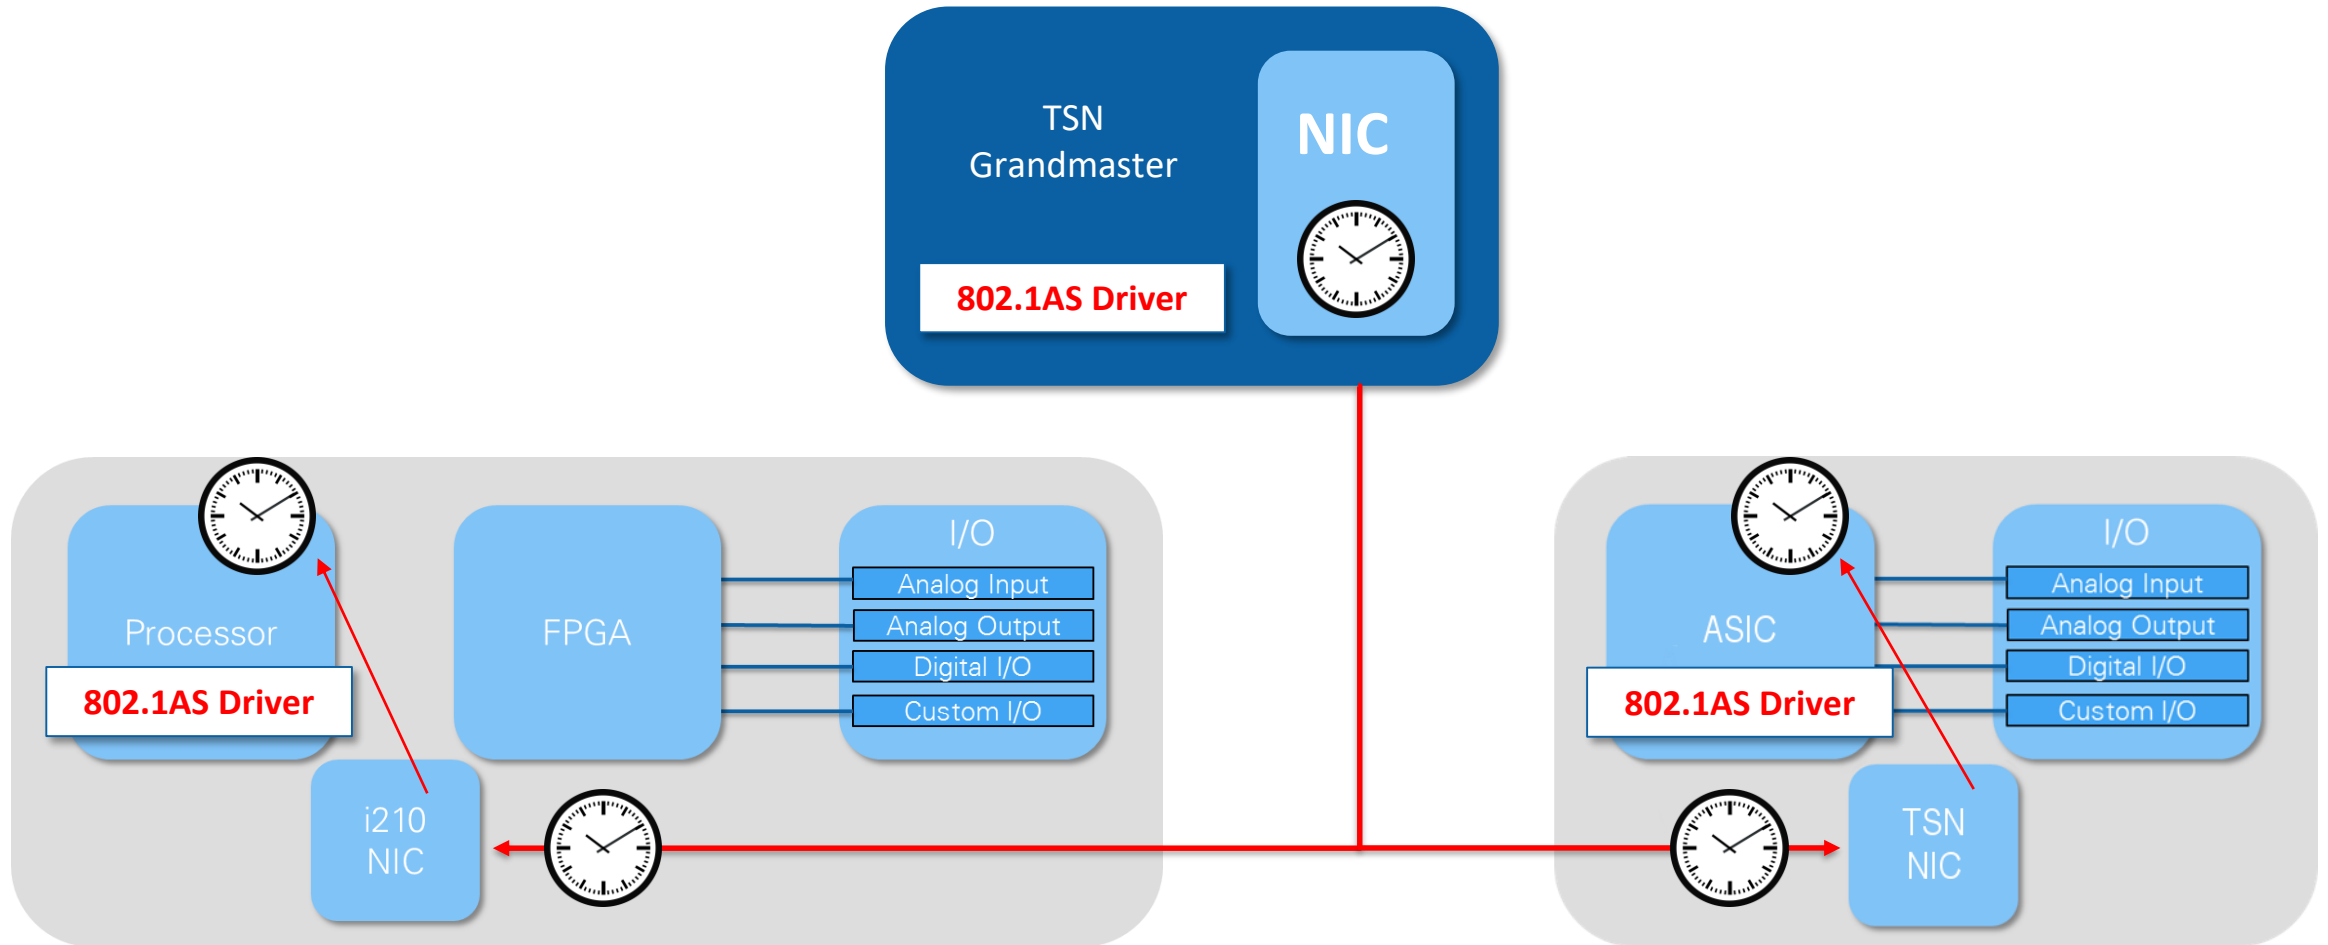 TSN
Grandmaster
NIC
802.1AS Driver
Processor
802.1AS Driver
FPGA
I/O
Analog Input
Analog Output
Digital I/O
Custom I/O
i210
NIC
ASIC
802.1AS Driver
I/O
Analog Input
Analog Output
Digital I/O
Custom I/O
TSN
NIC